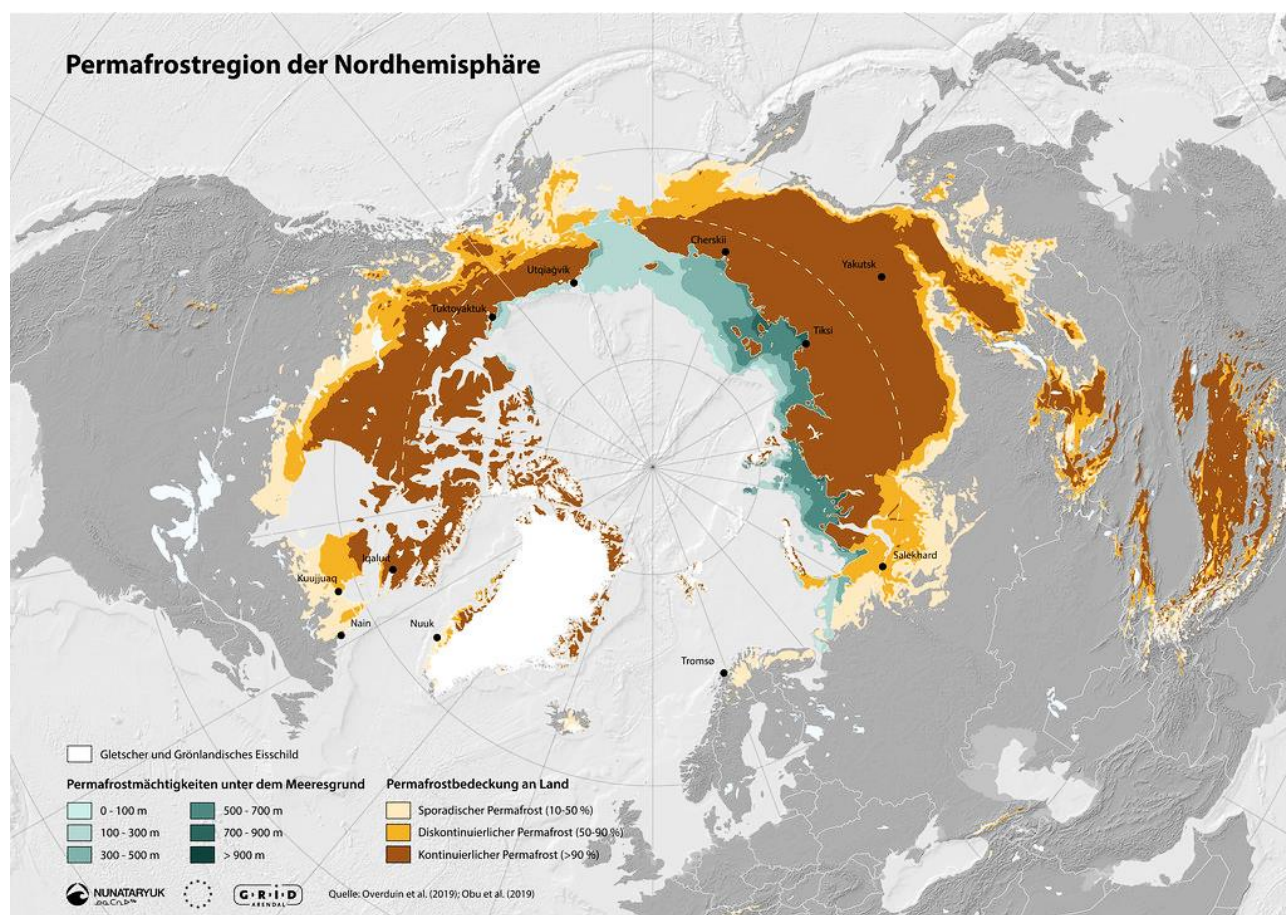 Permafrostregion der Nordhemisphäre
Cherskii
Yakutsk
Utqiaġvik
Tuktoyaktuk
Tiksi
Iqaluit
Salekhard
Kuujjuaq
Nain
Nuuk
Tromsø
Gletscher und Grönlandisches Eisschild
Permafrostmächtigkeiten unter dem Meeresgrund
0 - 100 m
100 - 300 m
300 - 500 m
500 - 700 m
700 - 900 m
> 900 m
Permafrostbedeckung an Land
Sporadischer Permafrost (10-50 %)
Diskontinuierlicher Permafrost (50-90 %)
Kontinuierlicher Permafrost (>90 %)
NUNATARYUK
G·R·I·D
ARENDAL
Quelle: Overduin et al. (2019); Obu et al. (2019)